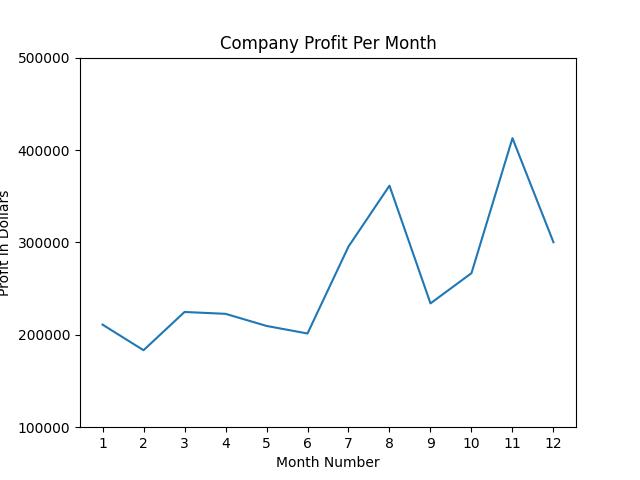 Company Profit Per Month
500000
400000
300000
200000
100000
Profit in Dollars
1 2 3 4 5 6 7 8 9 10 11 12
Month Number